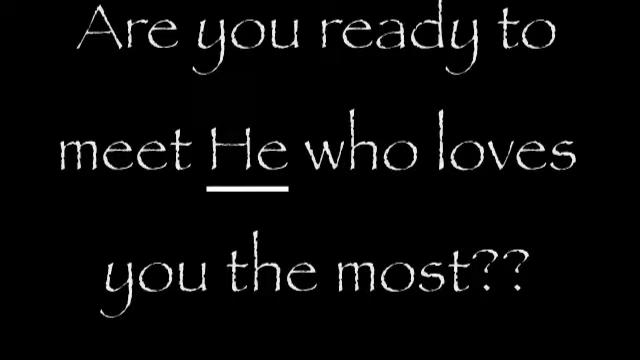 Are you ready to
meet He who loves
you the most??